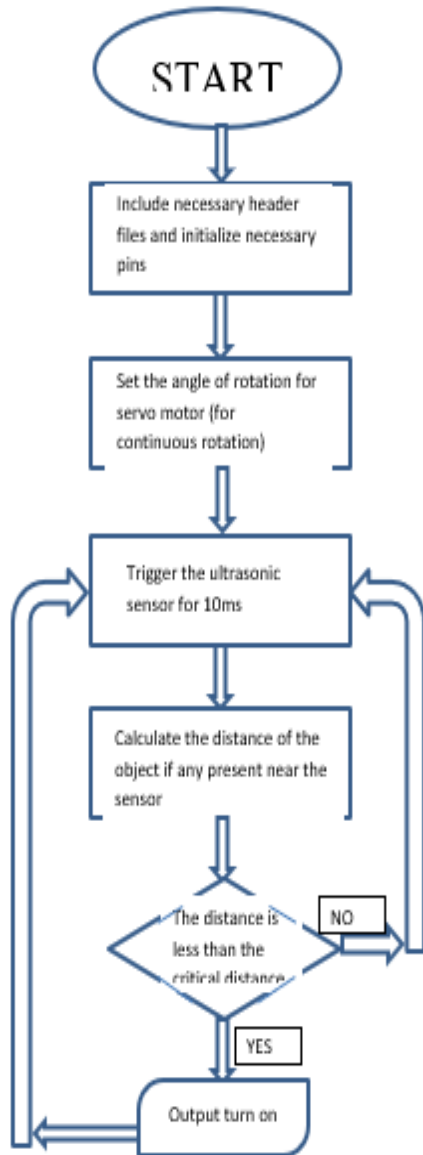 START
Include necessary header
files and initialize necessary
pins
Set the angle of rotation for
servo motor (for
continuous rotation)
Trigger the ultrasonic
sensor for 10ms
Calculate the distance of the
object if any present near the
sensor
The distance is
less than the
critical distance
NO
YES
Output turn on